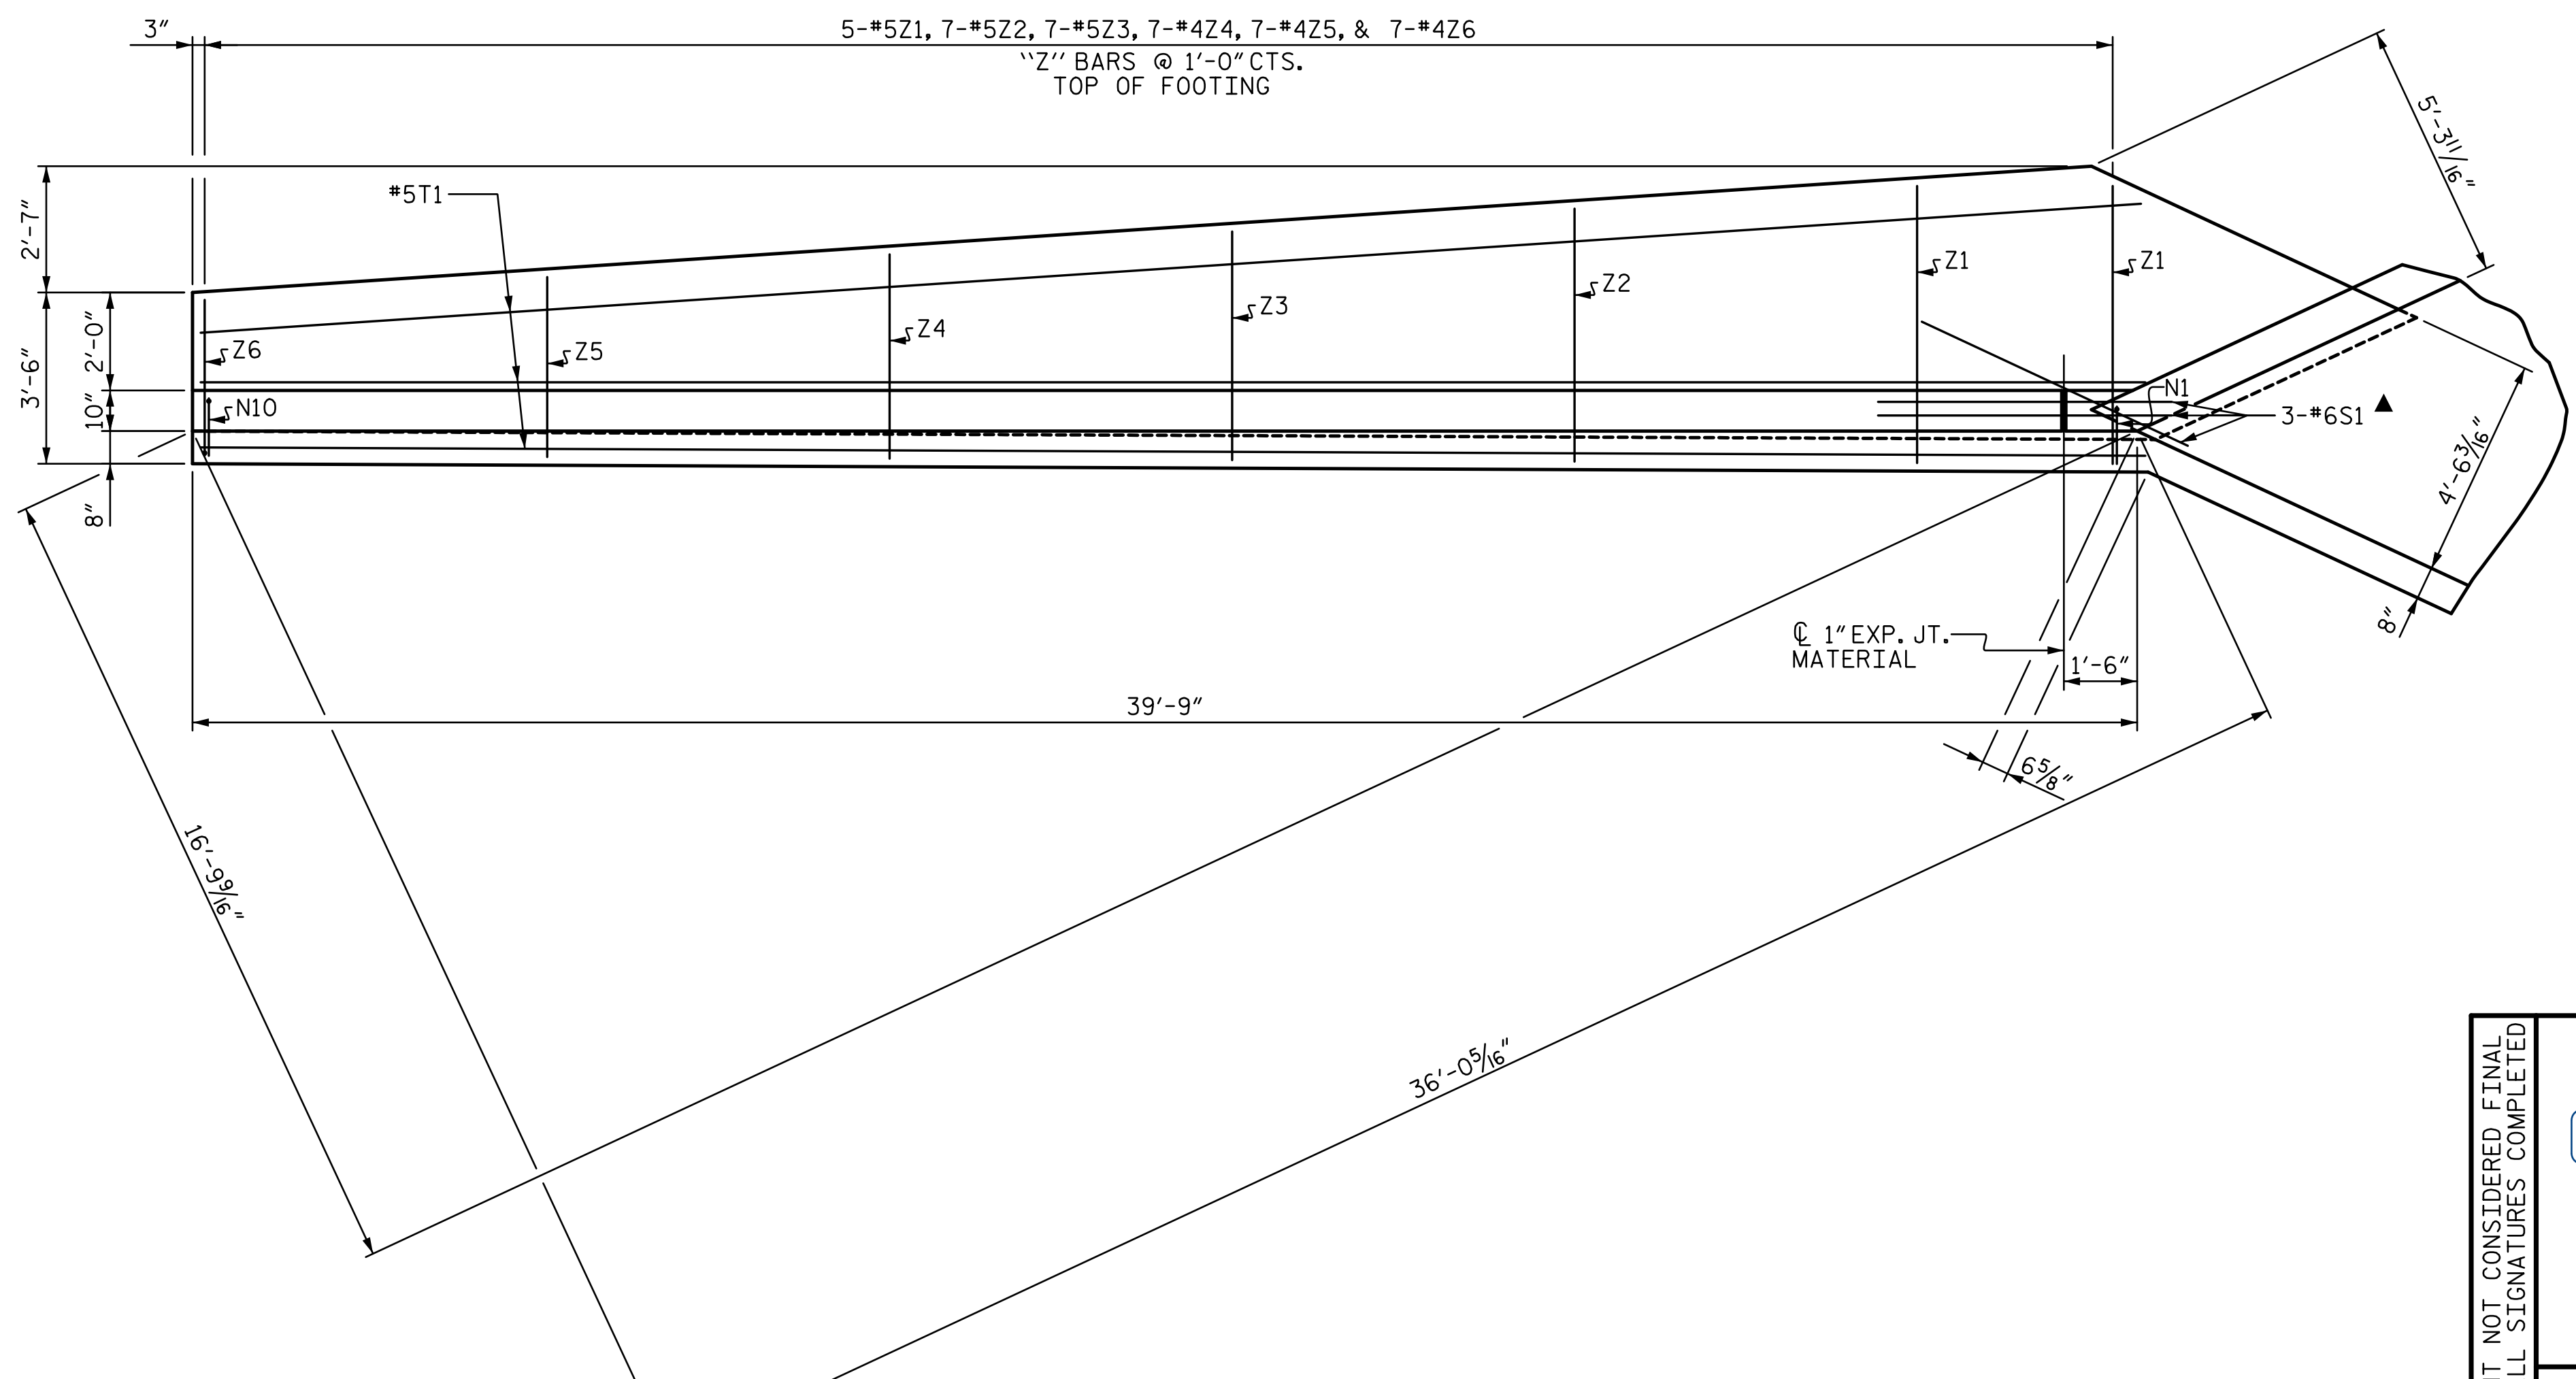 3"
5-#5Z1, 7-#5Z2, 7-#5Z3, 7-#4Z4, 7-#4Z5, & 7-#4Z6
"Z" BARS @ 1'-0" CTS.
TOP OF FOOTING
5'-3 11/16"
2'-7"
#5T1
Z1
Z1
Z2
Z3
Z4
Z5
Z6
2'-0"
3'-6"
10"
N10
N1
3-#6S1 ▲
4'-6 3/16"
8"
8"
℄ 1" EXP. JT.
MATERIAL
1'-6"
39'-9"
6 5/8"
16'-9 9/16"
36'-0 5/16"
NOT CONSIDERED FINAL
SIGNATURES COMPLETED